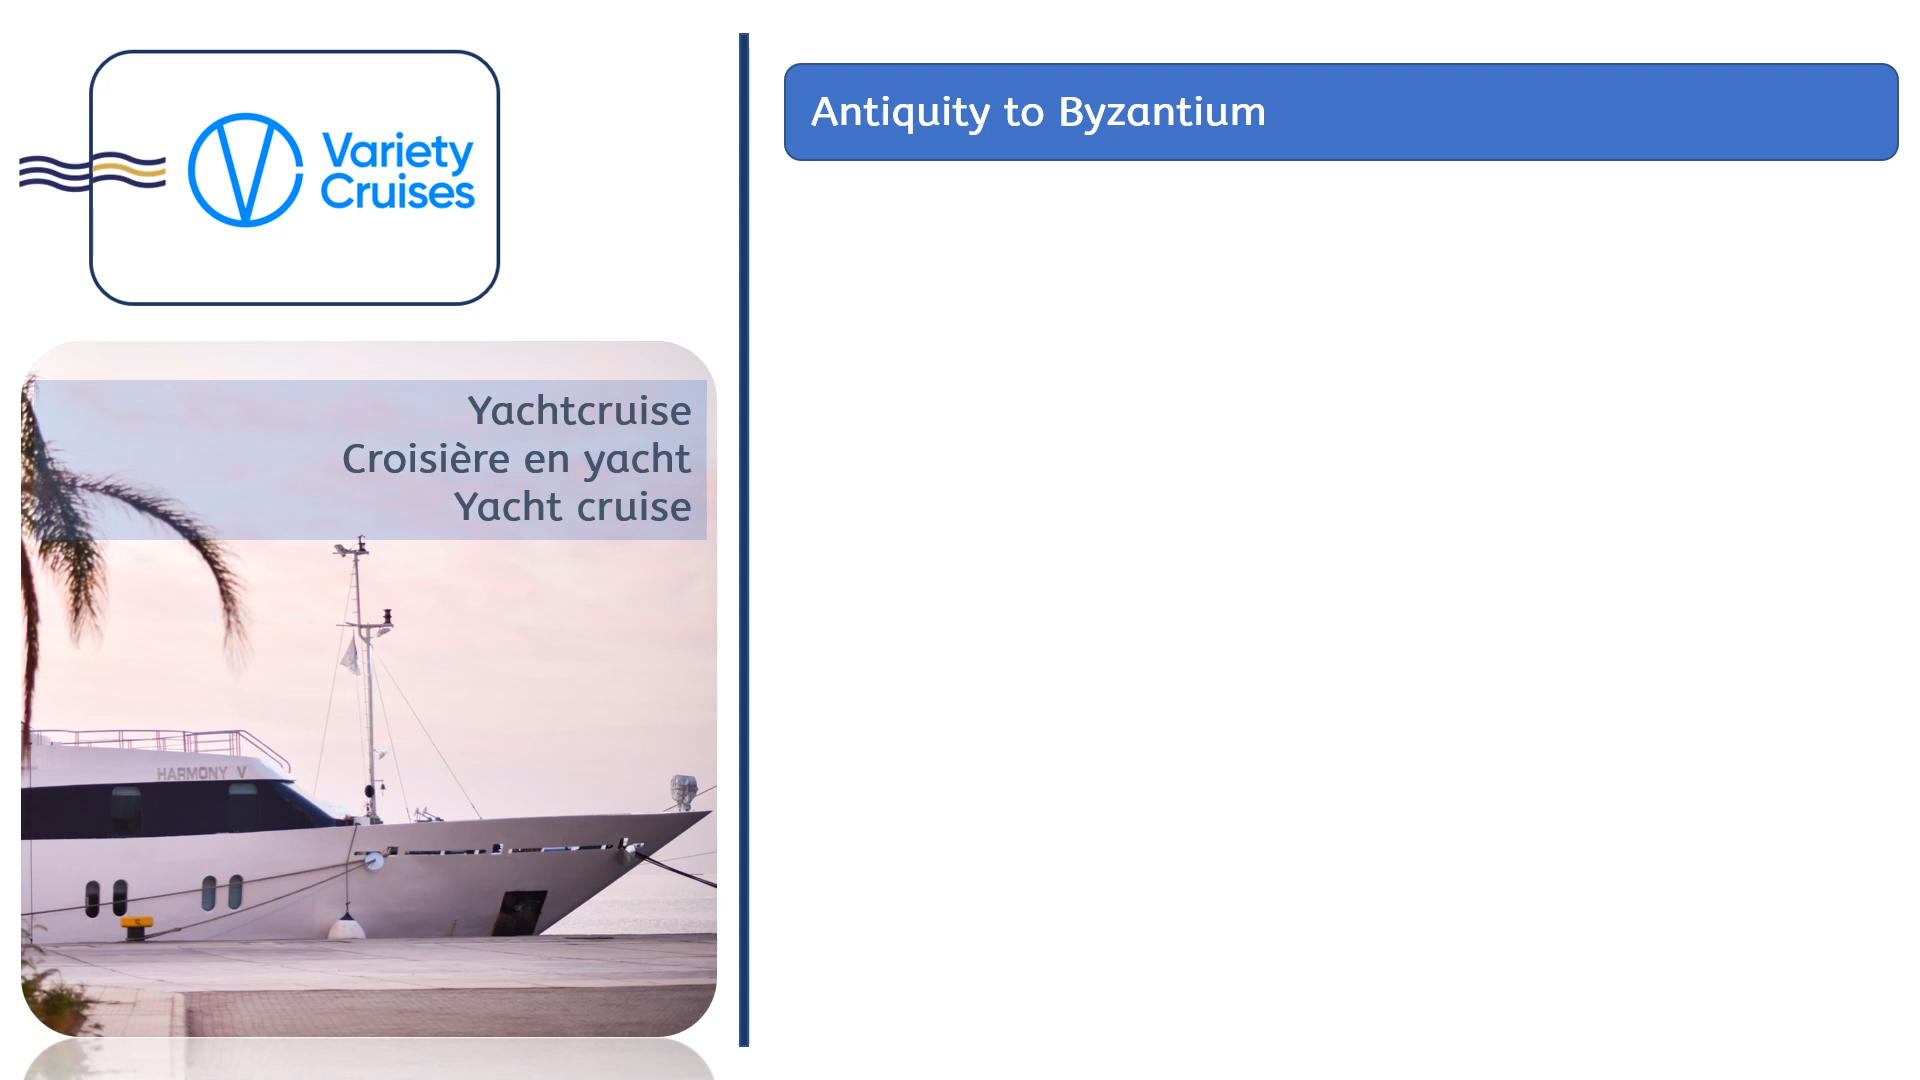 Variety
Cruises
Antiquity to Byzantium
Yachtcruise
Croisière en yacht
Yacht cruise
HARMONY V